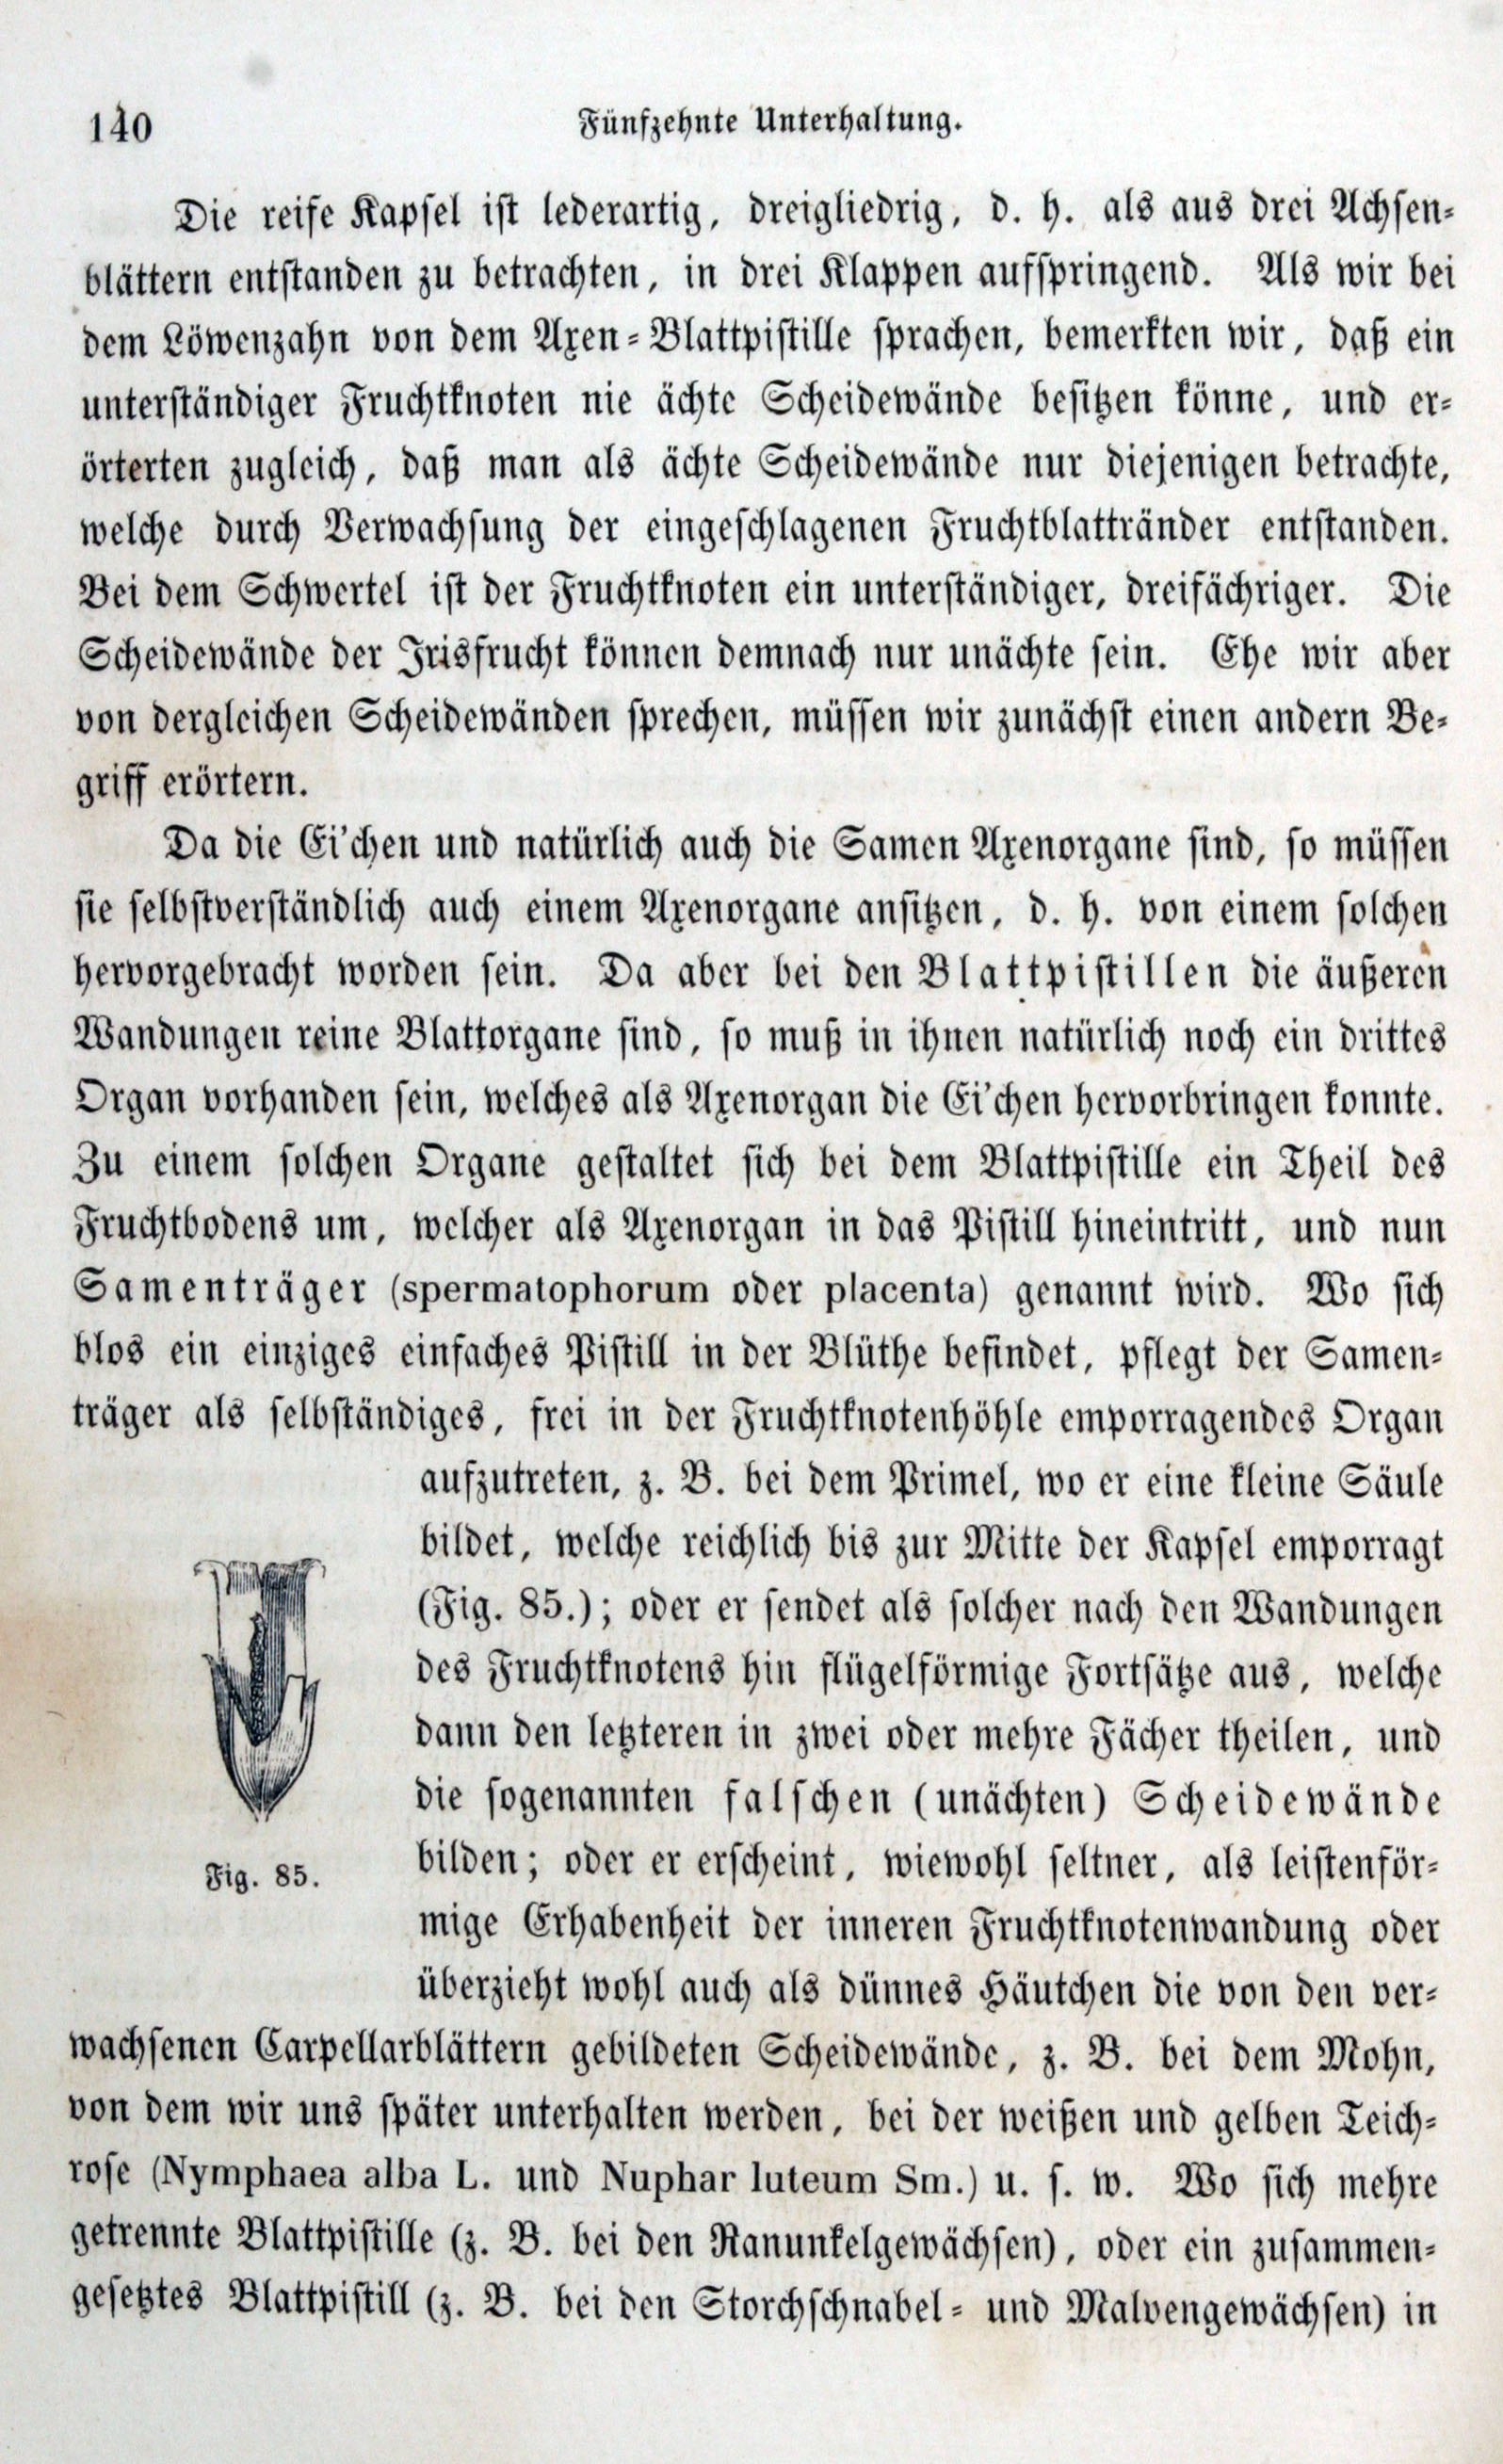 140
Fünfzehnte Unterhaltung.
Die reife Kapsel ist lederartig, dreigliedrig, d. h. als aus drei Achsen-
blättern entstanden zu betrachten, in drei Klappen aufspringend. Als wir bei
dem Löwenzahn von dem Axen-Blattpistille sprachen, bemerkten wir, daß ein
unterständiger Fruchtknoten nie ächte Scheidewände besitzen könne, und er-
örterten zugleich, daß man als ächte Scheidewände nur diejenigen betrachte,
welche durch Verwachsung der eingeschlagenen Fruchtblattränder entstanden.
Bei dem Schwertel ist der Fruchtknoten ein unterständiger, dreifächriger. Die
Scheidewände der Irisfrucht können demnach nur unächte sein. Ehe wir aber
von dergleichen Scheidewänden sprechen, müssen wir zunächst einen andern Be-
griff erörtern.
Da die Ei'chen und natürlich auch die Samen Axenorgane sind, so müssen
sie selbstverständlich auch einem Axenorgane ansitzen, d. h. von einem solchen
hervorgebracht worden sein. Da aber bei den Blattpistillen die äußeren
Wandungen reine Blattorgane sind, so muß in ihnen natürlich noch ein drittes
Organ vorhanden sein, welches als Axenorgan die Ei'chen hervorbringen konnte.
Zu einem solchen Organe gestaltet sich bei dem Blattpistille ein Theil des
Fruchtbodens um, welcher als Axenorgan in das Pistill hineintritt, und nun
Samenträger (spermatophorum oder placenta) genannt wird. Wo sich
blos ein einziges einfaches Pistill in der Blüthe befindet, pflegt der Samen-
träger als selbständiges, frei in der Fruchtknotenhöhle emporragendes Organ
aufzutreten, z. B. bei dem Primel, wo er eine kleine Säule
bildet, welche reichlich bis zur Mitte der Kapsel emporragt
(Fig. 85.); oder er sendet als solcher nach den Wandungen
des Fruchtknotens hin flügelförmige Fortsätze aus, welche
dann den letzteren in zwei oder mehre Fächer theilen, und
die sogenannten falschen (unächten) Scheidewände
bilden; oder er erscheint, wiewohl seltner, als leistenför-
mige Erhabenheit der inneren Fruchtknotenwandung oder
überzieht wohl auch als dünnes Häutchen die von den ver-
Fig. 85.
wachsenen Carpellarblättern gebildeten Scheidewände, z. B. bei dem Mohn,
von dem wir uns später unterhalten werden, bei der weißen und gelben Teich-
rose (Nymphaea alba L. und Nuphar luteum Sm.) u. s. w. Wo sich mehre
getrennte Blattpistille (z. B. bei den Ranunkelgewächsen), oder ein zusammen-
gesetztes Blattpistill (z. B. bei den Storchschnabel- und Malvengewächsen) in